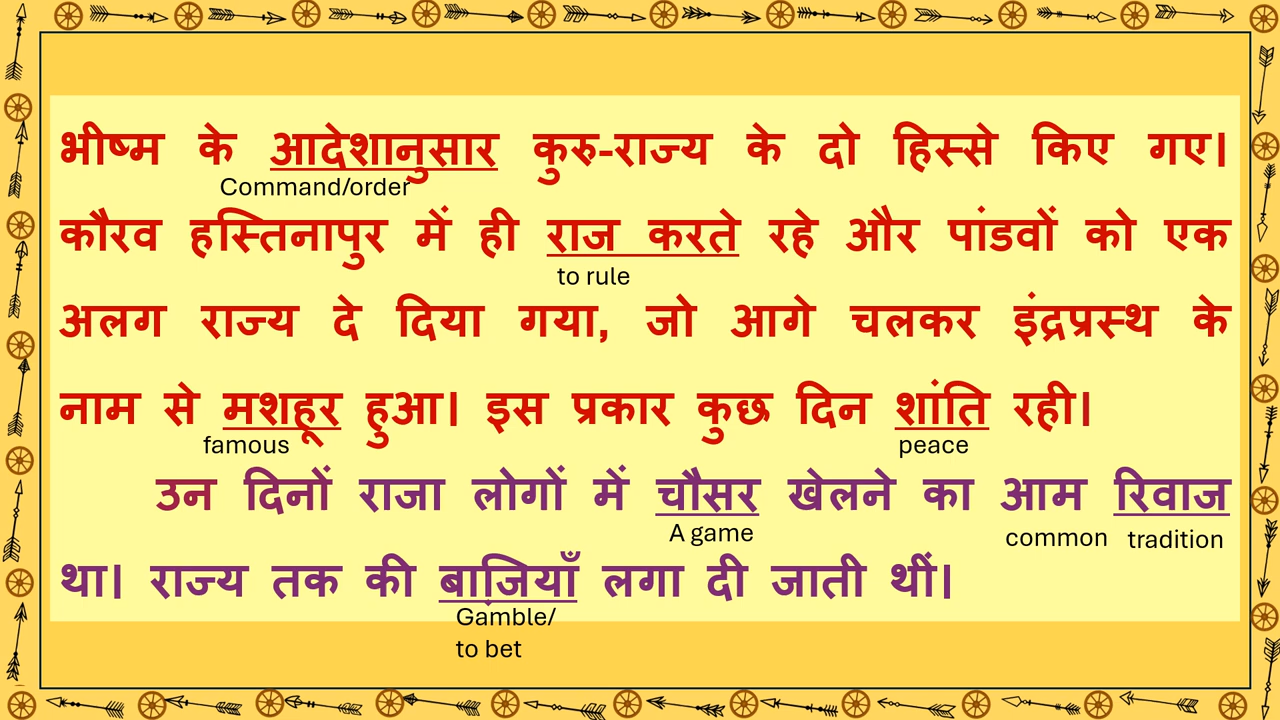 भीष्म के आदेशानुसार कुरु-राज्य के दो हिस्से किए गए।
Command/order
कौरव हस्तिनापुर में ही राज करते रहे और पांडवों को एक
to rule
अलग राज्य दे दिया गया, जो आगे चलकर इंद्रप्रस्थ के
नाम से मशहूर हुआ। इस प्रकार कुछ दिन शांति रही।
famous peace
उन दिनों राजा लोगों में चौसर खेलने का आम रिवाज
A game common tradition
था। राज्य तक की बाज़ियाँ लगा दी जाती थीं।
Gamble/
to bet